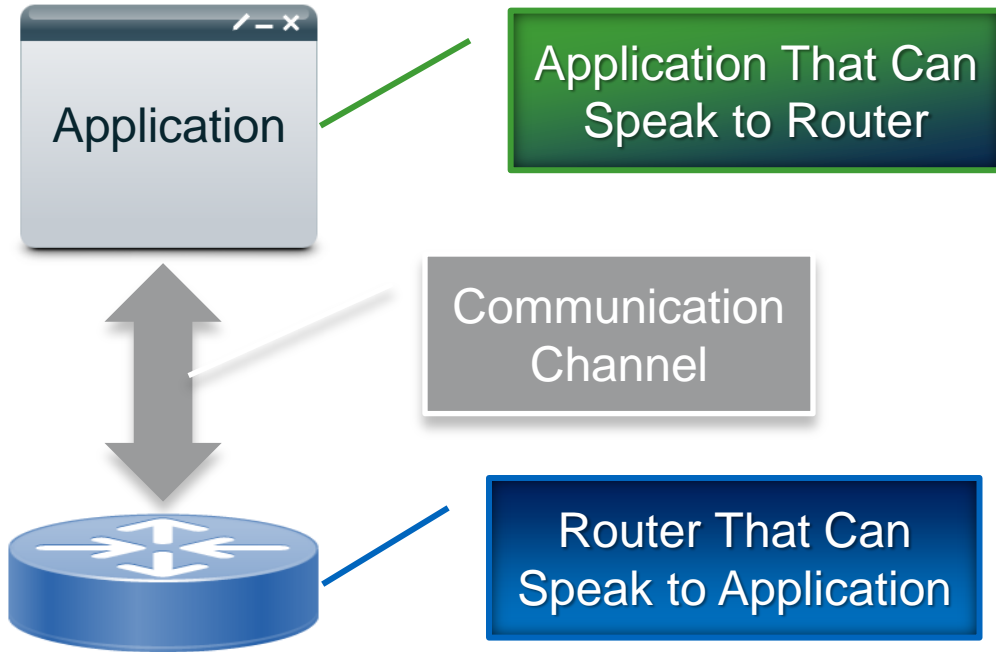 Application
Application That Can
Speak to Router
Communication
Channel
Router That Can
Speak to Application